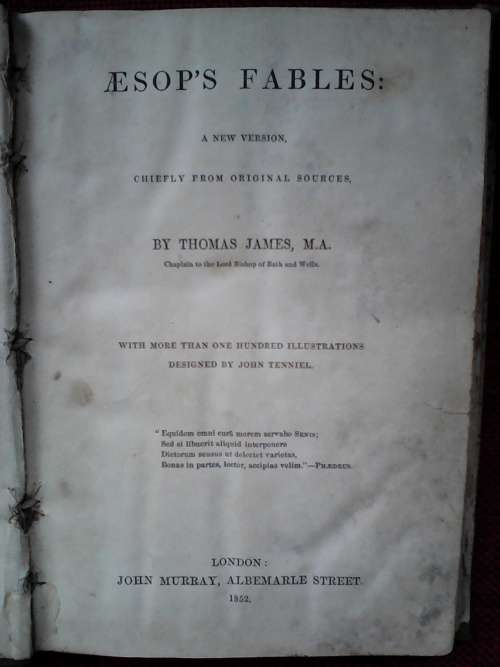 ÆSOP'S FABLES:
A NEW VERSION,
CHIEFLY FROM ORIGINAL SOURCES,
BY THOMAS JAMES, M.A.
Chaplain to the Lord Bishop of Bath and Wells.
WITH MORE THAN ONE HUNDRED ILLUSTRATIONS
DESIGNED BY JOHN TENNIEL.
“Equidem omni curâ morem servabo SENIS;
Sed si libuerit aliquid interponere
Dictorum sensus ut delectet varietas,
Bonas in partes, lector, accipias velim.”—PHÆDRUS.
LONDON:
JOHN MURRAY, ALBEMARLE STREET.
1852.